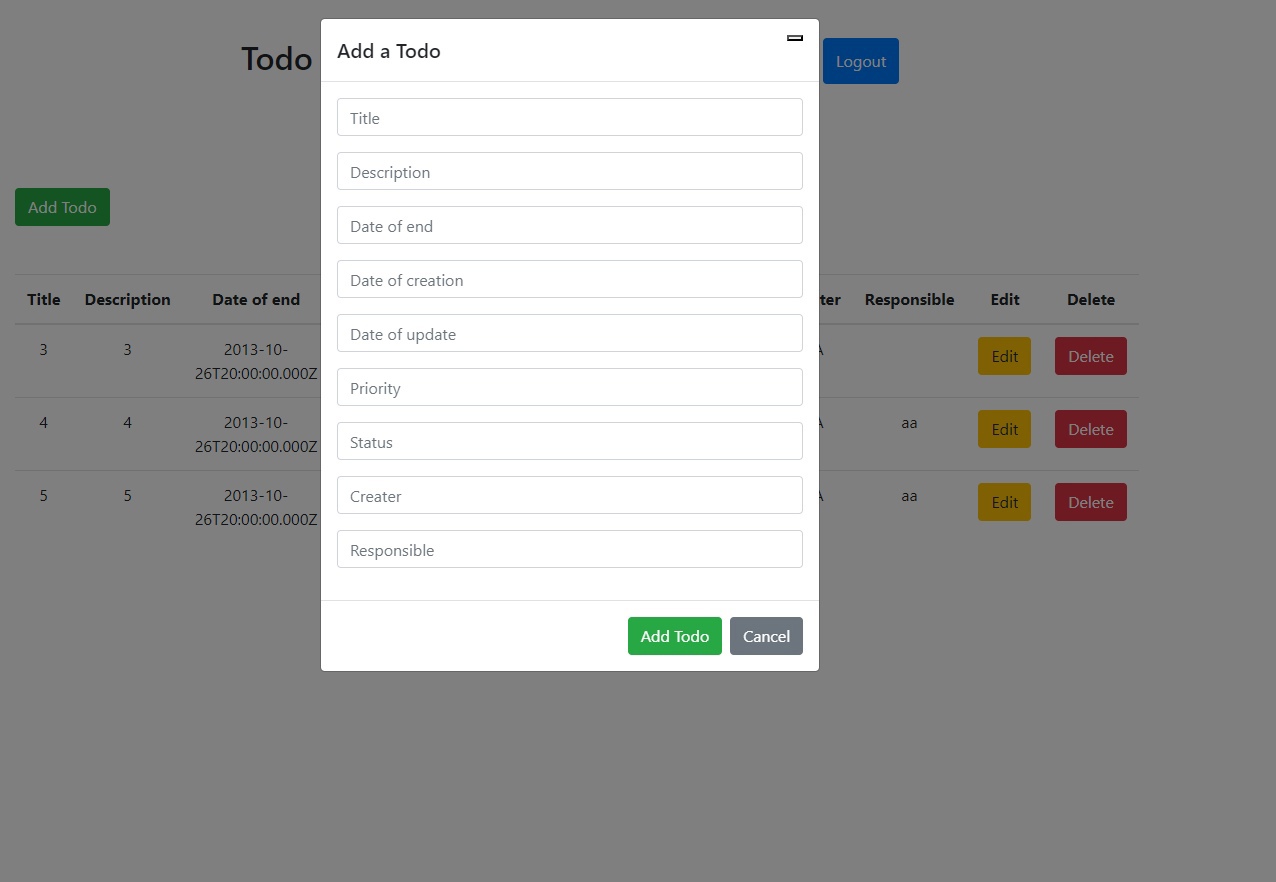 Todo
Logout
Add Todo
Title Description Date of end Responsible Edit Delete
3 3 2013-10-
26T20:00:00.000Z Edit Delete
4 4 2013-10-
26T20:00:00.000Z aa Edit Delete
5 5 2013-10-
26T20:00:00.000Z aa Edit Delete
Add a Todo
Title
Description
Date of end
Date of creation
Date of update
Priority
Status
Creater
Responsible
Add Todo Cancel